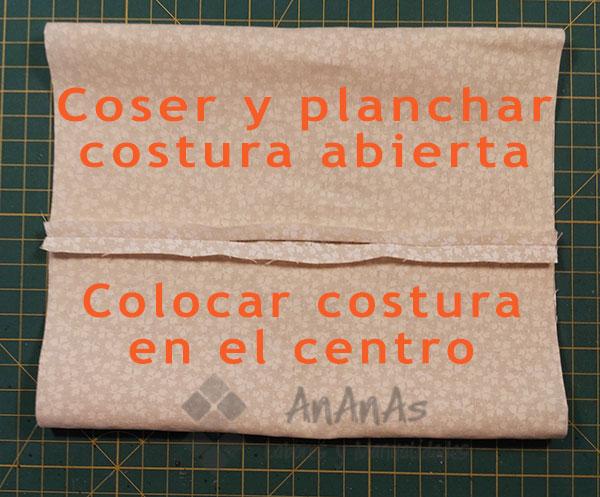 Coser y planchar
costura abierta
Colocar costura
en el centro
AnAnAs